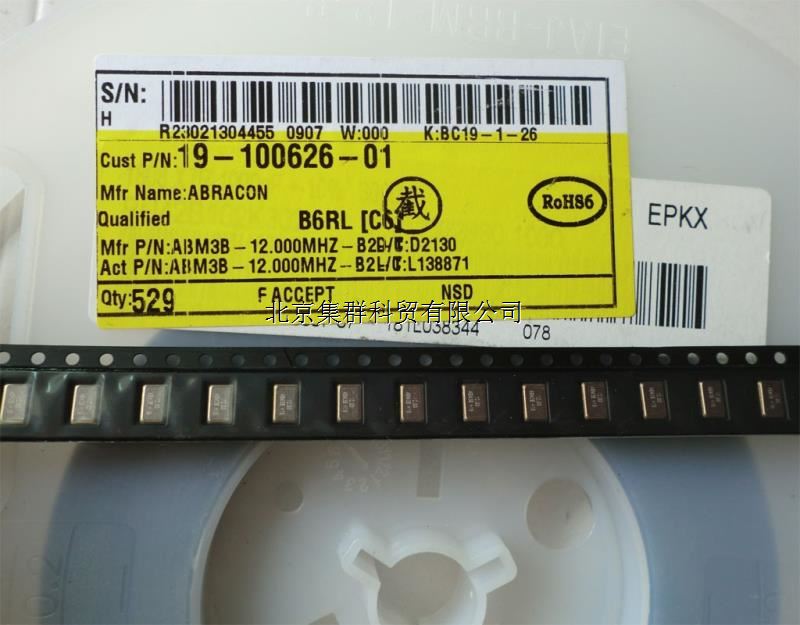 S/N:
H
R23021304455 0907 W:000 K:BC19-1-26
Cust P/N:19-100626-01
Mfr Name:ABRACON
Qualified B6RL [C6]
截
RoHS6
Mfr P/N:ABM3B-12.000MHZ-B2 D/C:D2130
Act P/N:ABM3B-12.000MHZ-B2 L/C:L138871
Qty:529 F ACCEPT NSD
北京集群科贸有限公司
EPKX
181L038344 078